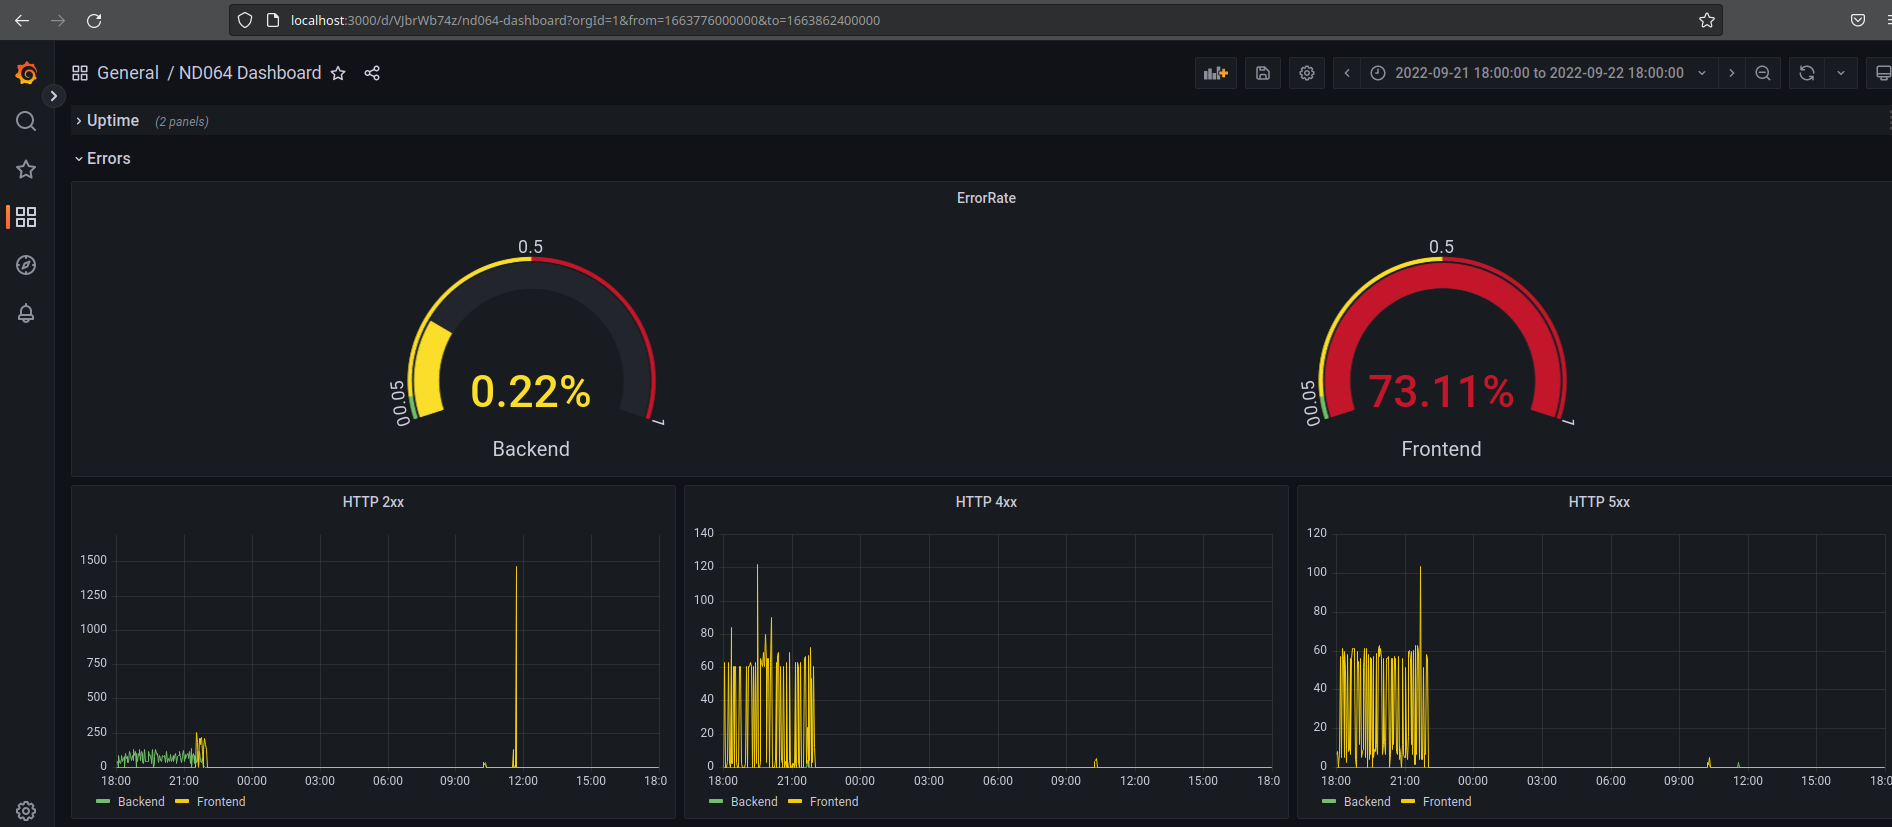 localhost:3000/d/VJbrWb74z/nd064-dashboard?orgId=1&from=1663776000000&to=1663862400000
General / ND064 Dashboard
2022-09-21 18:00:00 to 2022-09-22 18:00:00
Uptime (2 panels)
Errors
ErrorRate
0.5
0
0.05
1
0.22%
Backend
0.5
0
0.05
1
73.11%
Frontend
HTTP 2xx
1500
1250
1000
750
500
250
0
18:00 21:00 00:00 03:00 06:00 09:00 12:00 15:00 18:0
Backend Frontend
HTTP 4xx
140
120
100
80
60
40
20
0
18:00 21:00 00:00 03:00 06:00 09:00 12:00 15:00 18:0
Backend Frontend
HTTP 5xx
120
100
80
60
40
20
0
18:00 21:00 00:00 03:00 06:00 09:00 12:00 15:00 18:0
Backend Frontend